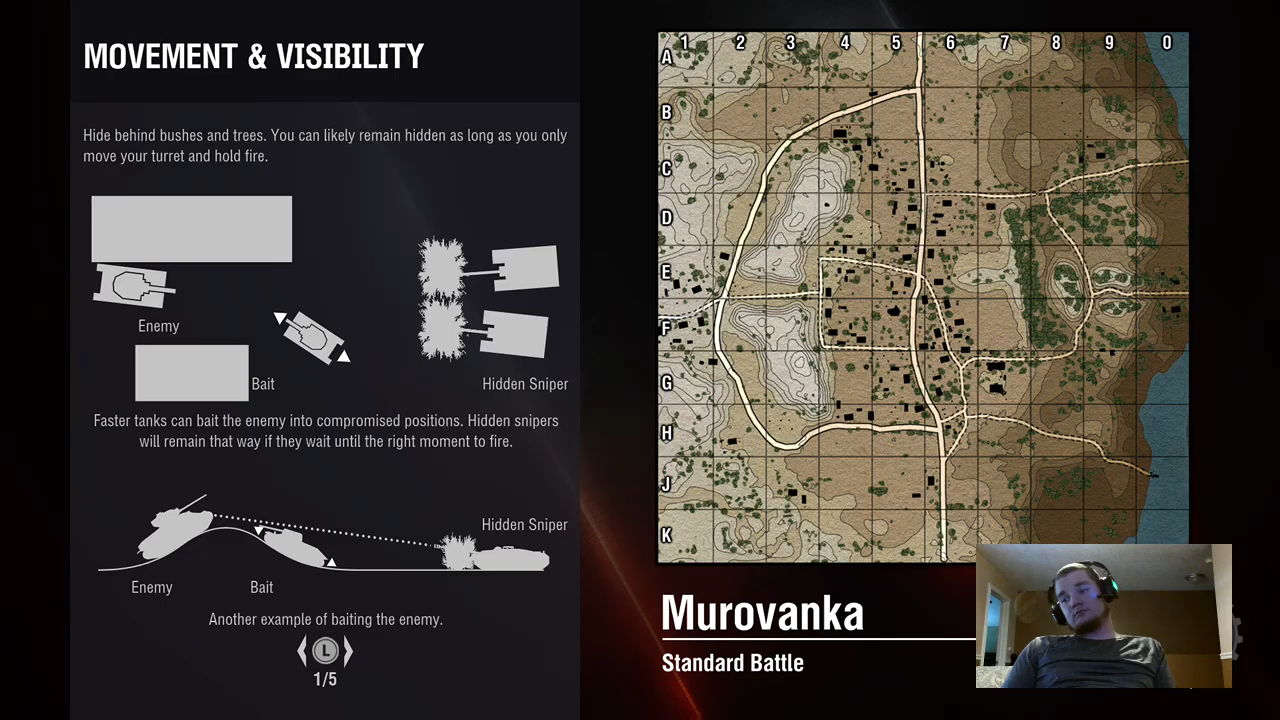 MOVEMENT & VISIBILITY
Hide behind bushes and trees. You can likely remain hidden as long as you only
move your turret and hold fire.
Enemy
Bait
Hidden Sniper
Faster tanks can bait the enemy into compromised positions. Hidden snipers
will remain that way if they wait until the right moment to fire.
Hidden Sniper
Enemy
Bait
Another example of baiting the enemy.
L
1/5
1 2 3 4 5 6 7 8 9 0
A
B
C
D
E
F
G
H
J
K
Murovanka
Standard Battle